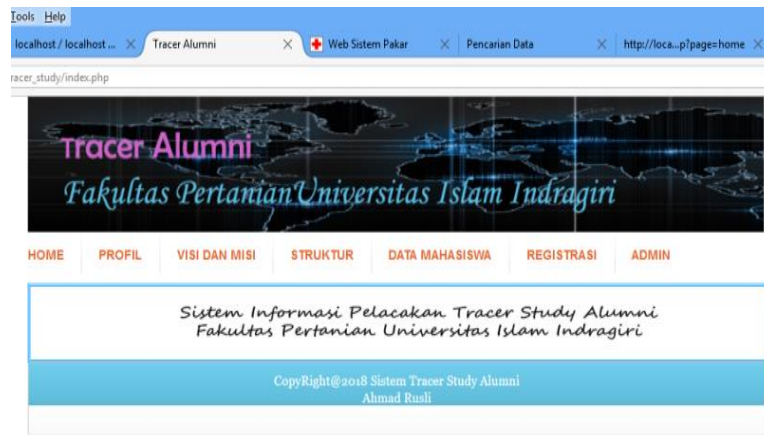 Tools Help
localhost / localhost ... Tracer Alumni Web Sistem Pakar Pencarian Data http://loca...p?page=home
racer_study/index.php
Tracer Alumni
Fakultas Pertanian Universitas Islam Indragiri
HOME PROFIL VISI DAN MISI STRUKTUR DATA MAHASISWA REGISTRASI ADMIN
Sistem Informasi Pelacakan Tracer Study Alumni
Fakultas Pertanian Universitas Islam Indragiri
CopyRight@2018 Sistem Tracer Study Alumni
Ahmad Rusli